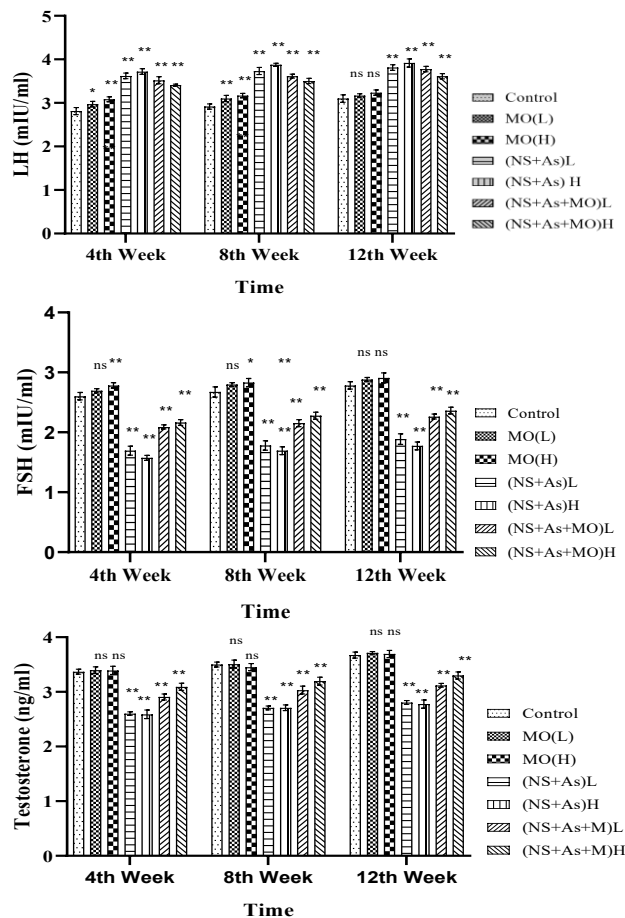 LH (mIU/ml)
5
4
3
2
1
0
* ** ** ** ** **
** ** ** ** ** **
ns ns ** ** ** **
4th Week 8th Week 12th Week
Time
Control
MO(L)
MO(H)
(NS+As)L
(NS+As) H
(NS+As+MO)L
(NS+As+MO)H
FSH (mIU/ml)
4
3
2
1
0
ns ** ** ** ** **
ns * ** ** ** ** **
ns ns ** ** ** **
4th Week 8th Week 12th Week
Time
Control
MO(L)
MO(H)
(NS+As)L
(NS+As)H
(NS+As+MO)L
(NS+As+MO)H
Testosterone (ng/ml)
4
3
2
1
0
ns ns ** ** ** **
ns ns ** ** ** **
ns ns ** ** ** **
4th Week 8th Week 12th Week
Time
Control
MO(L)
MO(H)
(NS+As)L
(NS+As)H
(NS+As+M)L
(NS+As+M)H